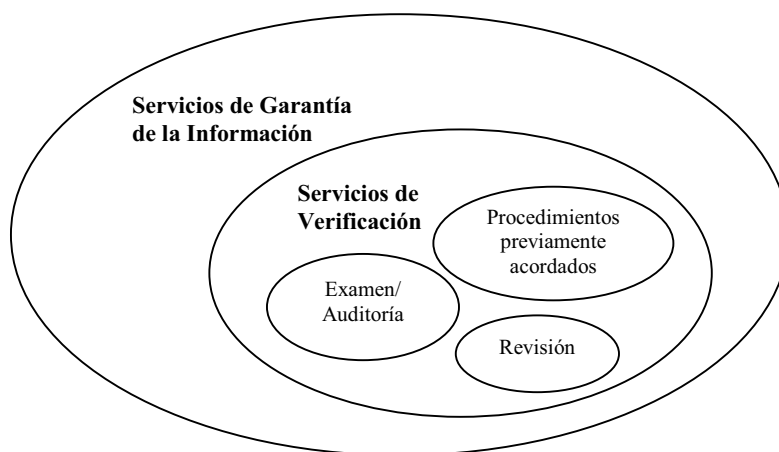 Servicios de Garantía
de la Información
Servicios de
Verificación
Procedimientos
previamente
acordados
Examen/
Auditoría
Revisión